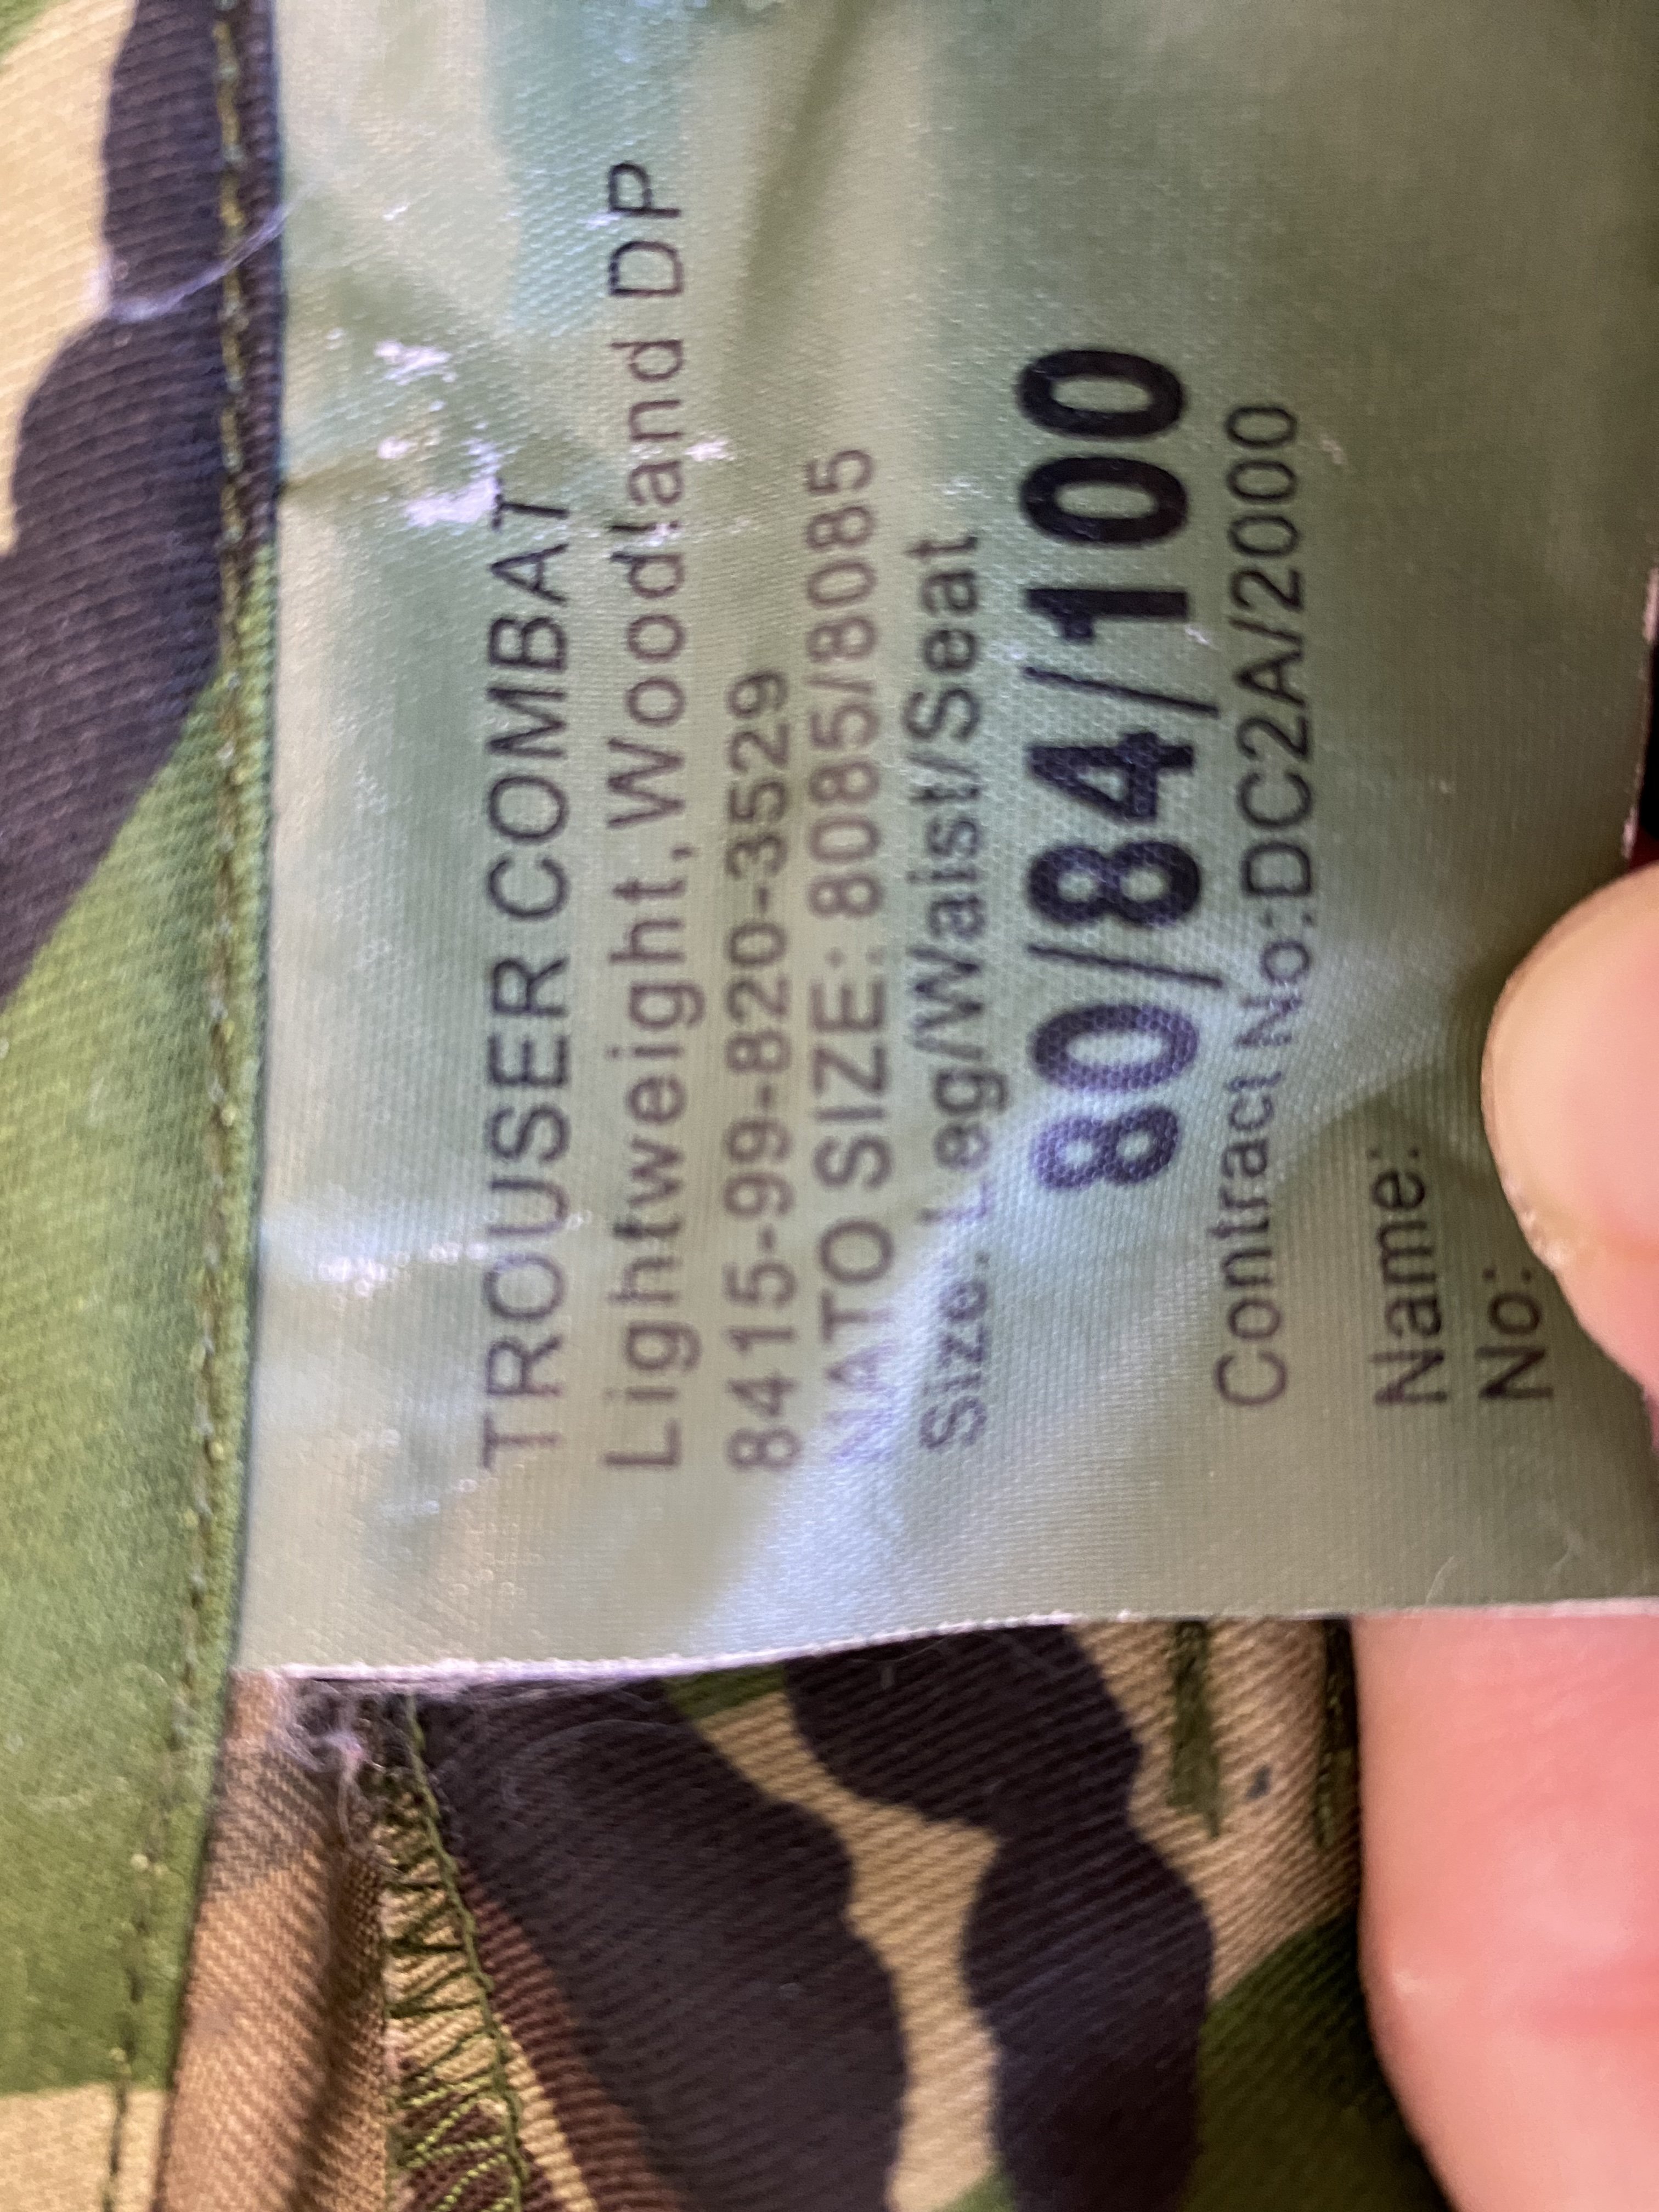 TROUSER COMBAT
Lightweight, Woodland DP
8415-99-820-3529
NATO SIZE: 8085/8085
Size: Leg/Waist/Seat
80/84/100
Contract No:DC2A/2000
Name:
No: